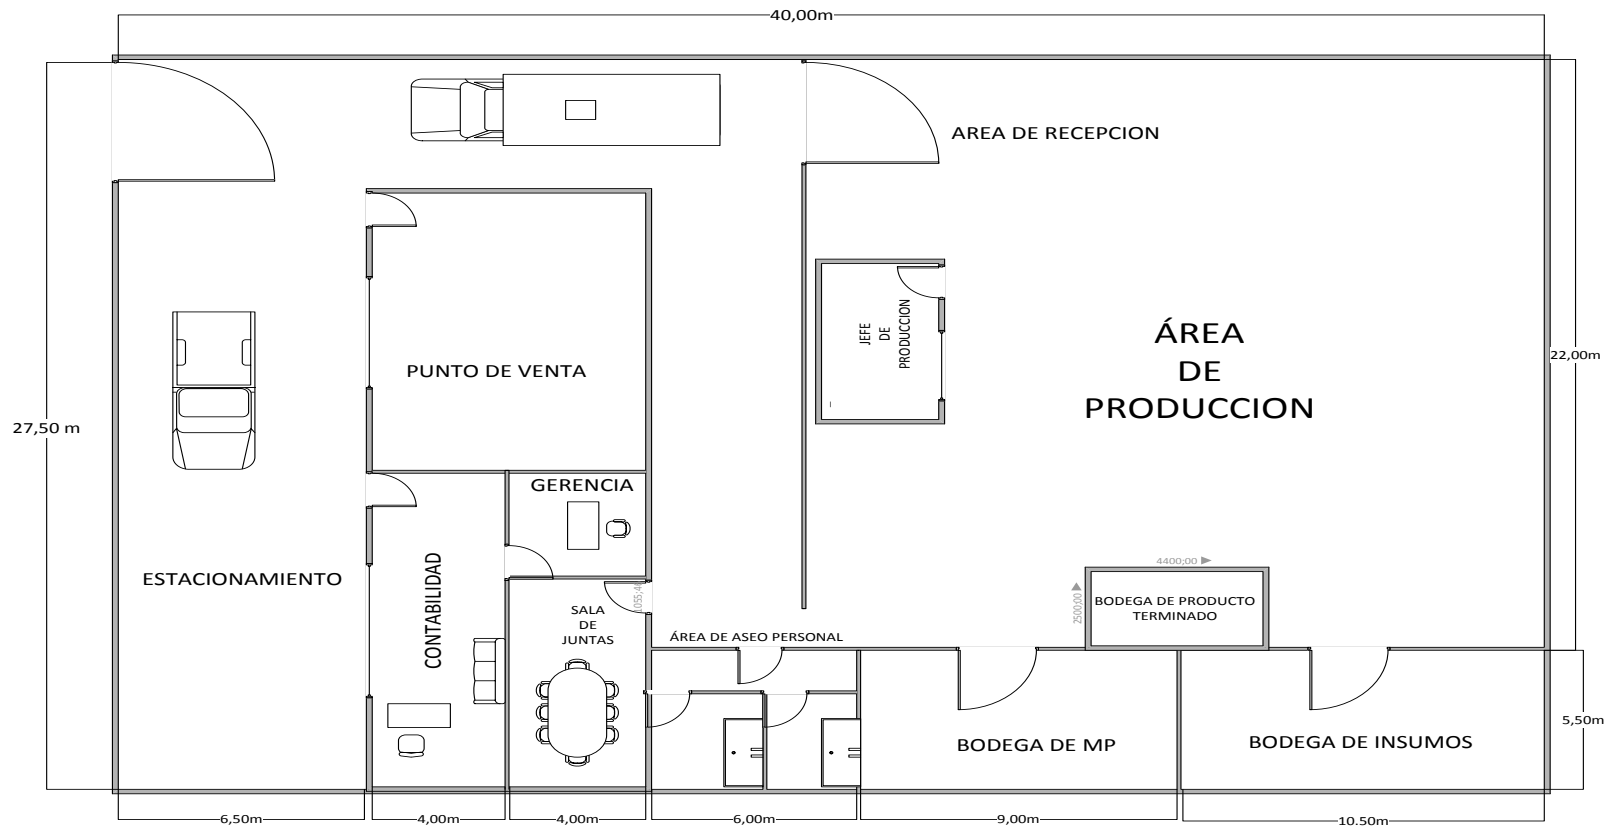 40,00m
AREA DE RECEPCION
JEFE
DE
PRODUCCION
ÁREA
DE
PRODUCCION
22,00m
PUNTO DE VENTA
27,50 m
GERENCIA
ESTACIONAMIENTO
CONTABILIDAD
SALA
DE
JUNTAS
1055;40
4400;00
2500;00
BODEGA DE PRODUCTO
TERMINADO
ÁREA DE ASEO PERSONAL
5,50m
BODEGA DE MP
BODEGA DE INSUMOS
6,50m
4,00m
4,00m
6,00m
9,00m
10.50m